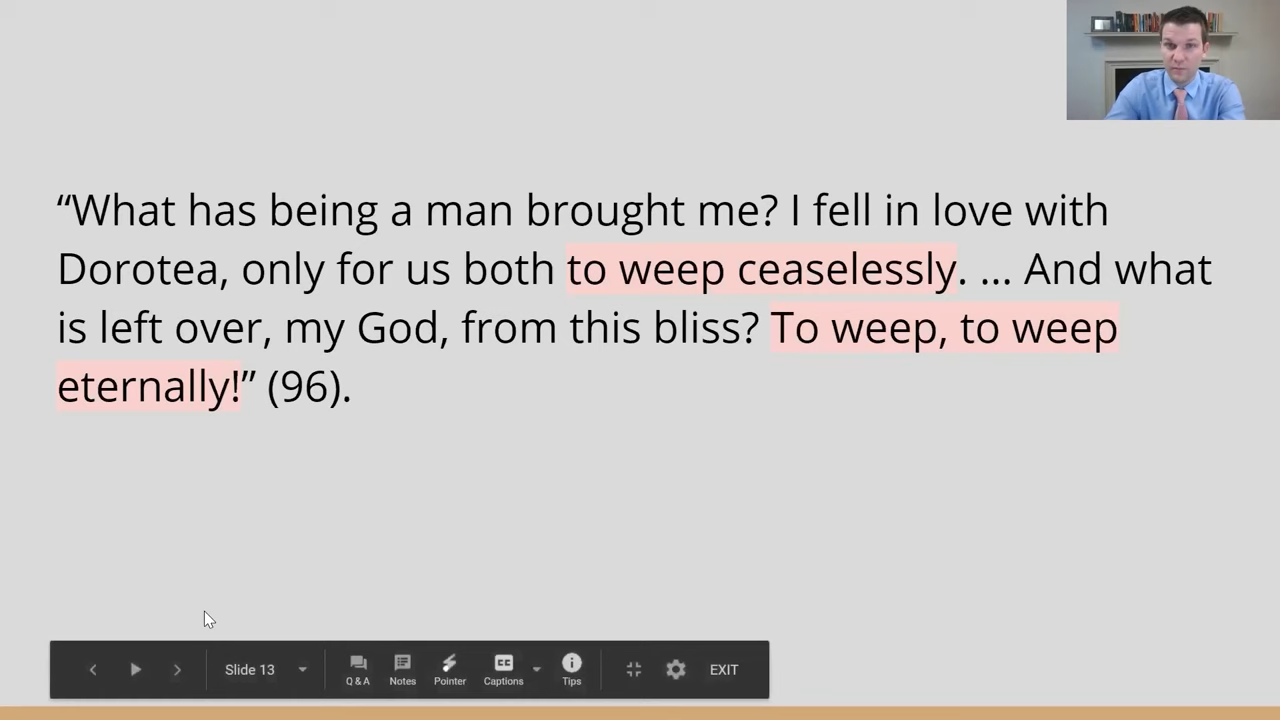 “What has being a man brought me? I fell in love with
Dorotea, only for us both to weep ceaselessly. ... And what
is left over, my God, from this bliss? To weep, to weep
eternally!” (96).
Slide 13
Q & A
Notes
Pointer
CC
Captions
Tips
EXIT